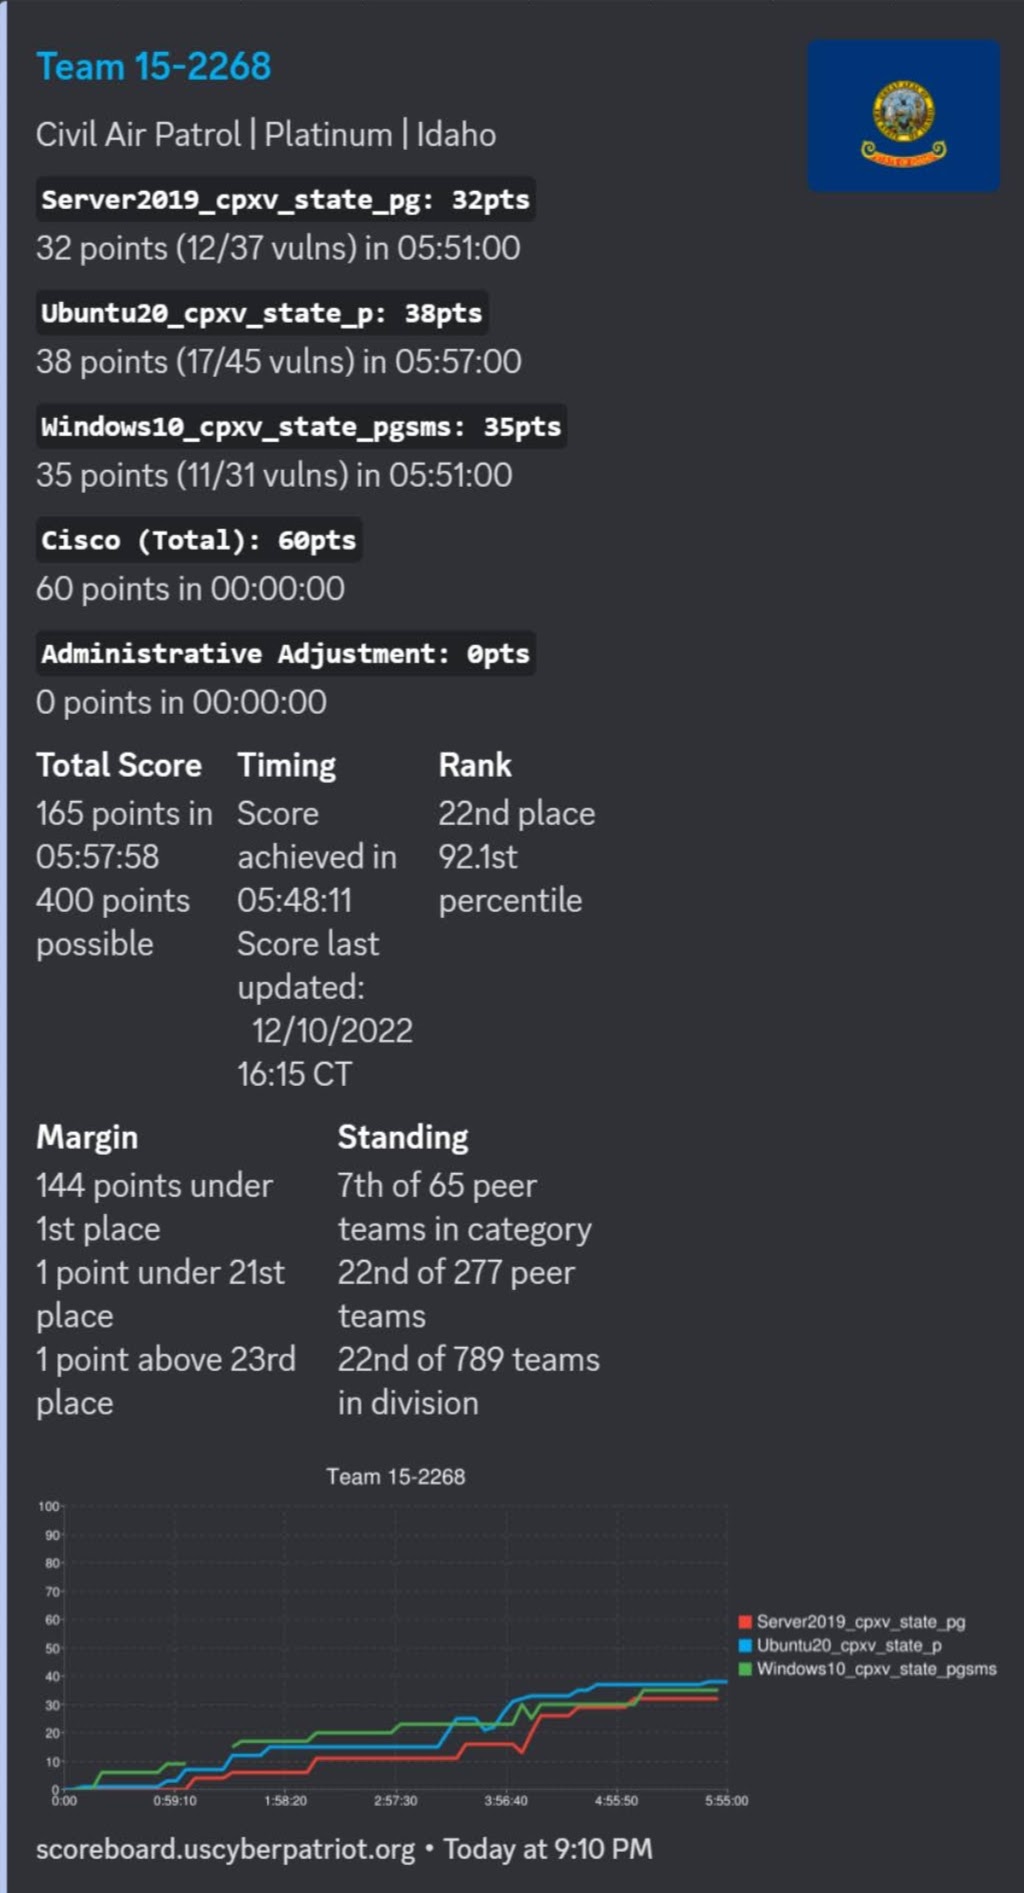 Team 15-2268
Civil Air Patrol | Platinum | Idaho
Server2019_cpxv_state_pg: 32pts
32 points (12/37 vulns) in 05:51:00
Ubuntu20_cpxv_state_p: 38pts
38 points (17/45 vulns) in 05:57:00
Windows10_cpxv_state_pgsms: 35pts
35 points (11/31 vulns) in 05:51:00
Cisco (Total): 60pts
60 points in 00:00:00
Administrative Adjustment: 0pts
0 points in 00:00:00
Total Score
165 points in
05:57:58
400 points
possible
Timing
Score
achieved in
05:48:11
Score last
updated:
12/10/2022
16:15 CT
Rank
22nd place
92.1st
percentile
Margin
144 points under
1st place
1 point under 21st
place
1 point above 23rd
place
Standing
7th of 65 peer
teams in category
22nd of 277 peer
teams
22nd of 789 teams
in division
Team 15-2268
100
90
80
70
60
50
40
30
20
10
0
0:00 0:59:10 1:58:20 2:57:30 3:56:40 4:55:50 5:55:00
Server2019_cpxv_state_pg
Ubuntu20_cpxv_state_p
Windows10_cpxv_state_pgsms
scoreboard.uscyberpatriot.org • Today at 9:10 PM